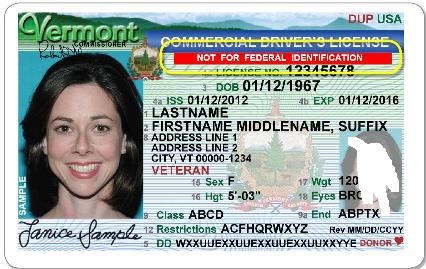 Vermont
DUP USA
COMMISSIONER
COMMERCIAL DRIVER'S LICENSE
NOT FOR FEDERAL IDENTIFICATION
LICENSE NO. 12345678
3 DOB 01/12/1967
4a ISS 01/12/2012 4b EXP 01/12/2016
1 LASTNAME
2 FIRSTNAME MIDDLENAME, SUFFIX
8 ADDRESS LINE 1
ADDRESS LINE 2
CITY, VT 00000-1234
VETERAN
15 Sex F 17 Wgt 120
16 Hgt 5'-03" 18 Eyes BRO
9 Class ABCD 9a End ABPTX
12 Restrictions ACFHQRWXYZ Rev MM/DD/CCYY
5 DD WXXUUEXXUUEXXUUEXXUUXXYYE DONOR
SAMPLE
Janice Sample